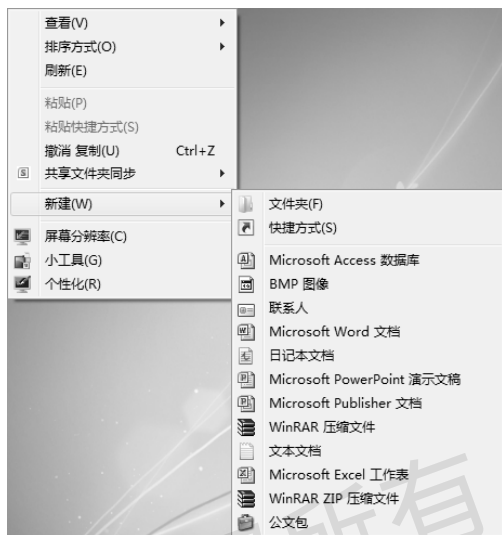 查看(V)
排序方式(O)
刷新(E)
粘贴(P)
粘贴快捷方式(S)
撤消 复制(U) Ctrl+Z
共享文件夹同步
新建(W)
屏幕分辨率(C)
小工具(G)
个性化(R)
文件夹(F)
快捷方式(S)
Microsoft Access 数据库
BMP 图像
联系人
Microsoft Word 文档
日记本文档
Microsoft PowerPoint 演示文稿
Microsoft Publisher 文档
WinRAR 压缩文件
文本文档
Microsoft Excel 工作表
WinRAR ZIP 压缩文件
公文包
所有